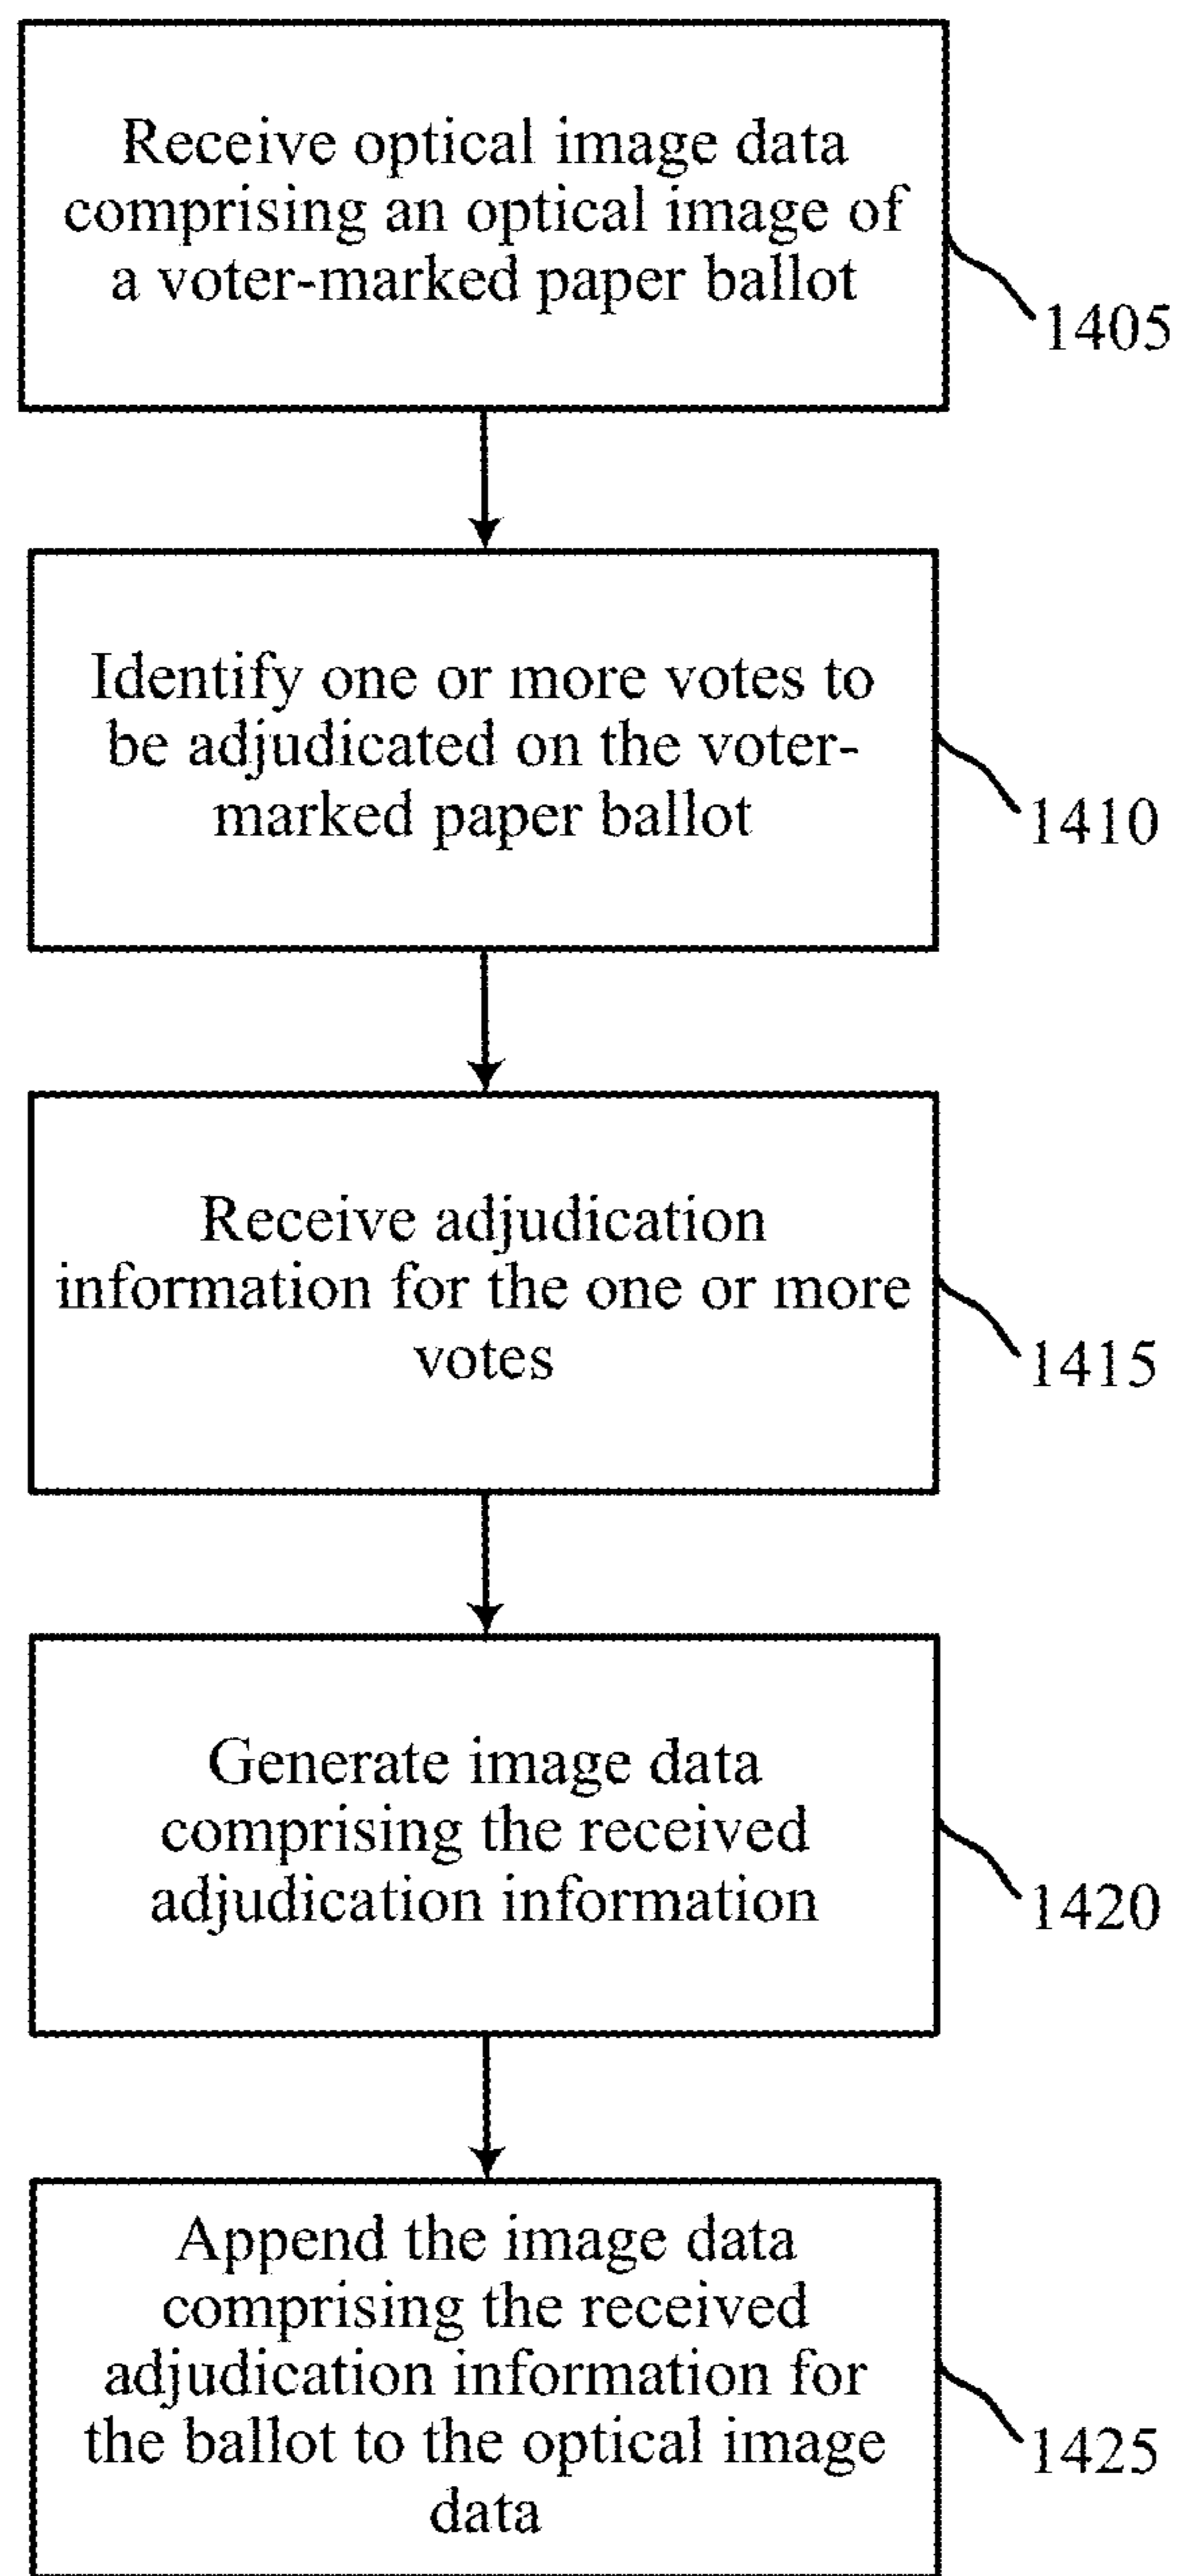 Receive optical image data
comprising an optical image of
a voter-marked paper ballot
1405
Identify one or more votes to
be adjudicated on the voter-
marked paper ballot
1410
Receive adjudication
information for the one or more
votes
1415
Generate image data
comprising the received
adjudication information
1420
Append the image data
comprising the received
adjudication information for
the ballot to the optical image
data
1425